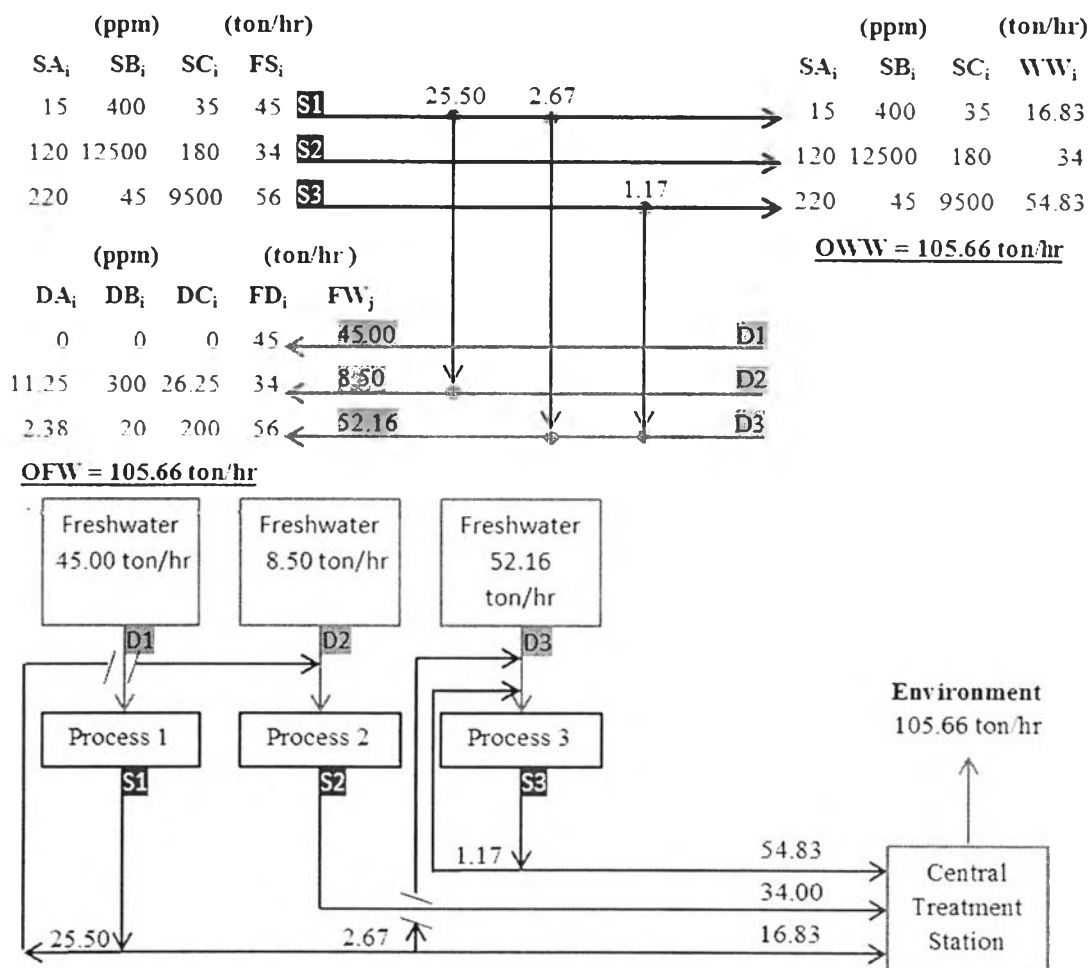 (ppm) (ton/hr)
SAi SBi SCi FSi
15 400 35 45 S1
120 12500 180 34 S2
220 45 9500 56 S3
25.50 2.67
1.17
(ppm) (ton/hr)
SAi SBi SCi WWi
15 400 35 16.83
120 12500 180 34
220 45 9500 54.83
OWW = 105.66 ton/hr
(ppm) (ton/hr)
DAi DBi DCi FDi FWj
0 0 0 45 45.00 D1
11.25 300 26.25 34 8.50 D2
2.38 20 200 56 52.16 D3
OFW = 105.66 ton/hr
Freshwater
45.00 ton/hr
Freshwater
8.50 ton/hr
Freshwater
52.16
ton/hr
D1 D2 D3
Process 1 Process 2 Process 3
S1 S2 S3
Environment
105.66 ton/hr
1.17 54.83
34.00
25.50 2.67 16.83
Central
Treatment
Station